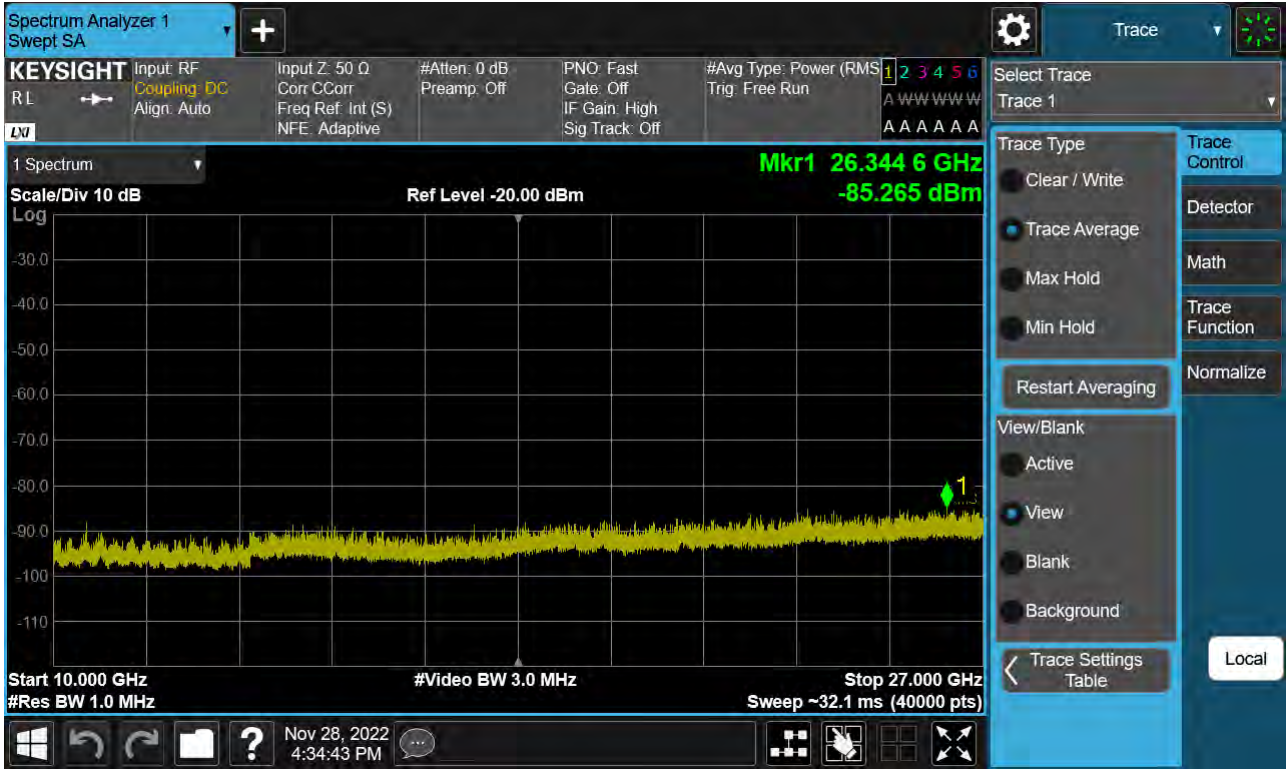 Spectrum Analyzer 1
Swept SA
Trace
KEYSIGHT
R L
LXI
Input: RF
Coupling: DC
Align: Auto
Input Z: 50 Ω
Corr CCorr
Freq Ref: Int (S)
NFE: Adaptive
#Atten: 0 dB
Preamp: Off
PNO: Fast
Gate: Off
IF Gain: High
Sig Track: Off
#Avg Type: Power (RMS
Trig: Free Run
1 2 3 4 5 6
A W W W W W
A A A A A A
Select Trace
Trace 1
1 Spectrum
Scale/Div 10 dB
Ref Level -20.00 dBm
Mkr1 26.344 6 GHz
-85.265 dBm
Log
-30.0
-40.0
-50.0
-60.0
-70.0
-80.0
-90.0
-100
-110
1
Start 10.000 GHz
#Res BW 1.0 MHz
#Video BW 3.0 MHz
Stop 27.000 GHz
Sweep ~32.1 ms (40000 pts)
Trace Type
Clear / Write
Trace Average
Max Hold
Min Hold
Restart Averaging
View/Blank
Active
View
Blank
Background
Trace Settings
Table
Trace
Control
Detector
Math
Trace
Function
Normalize
Local
?
Nov 28, 2022
4:34:43 PM